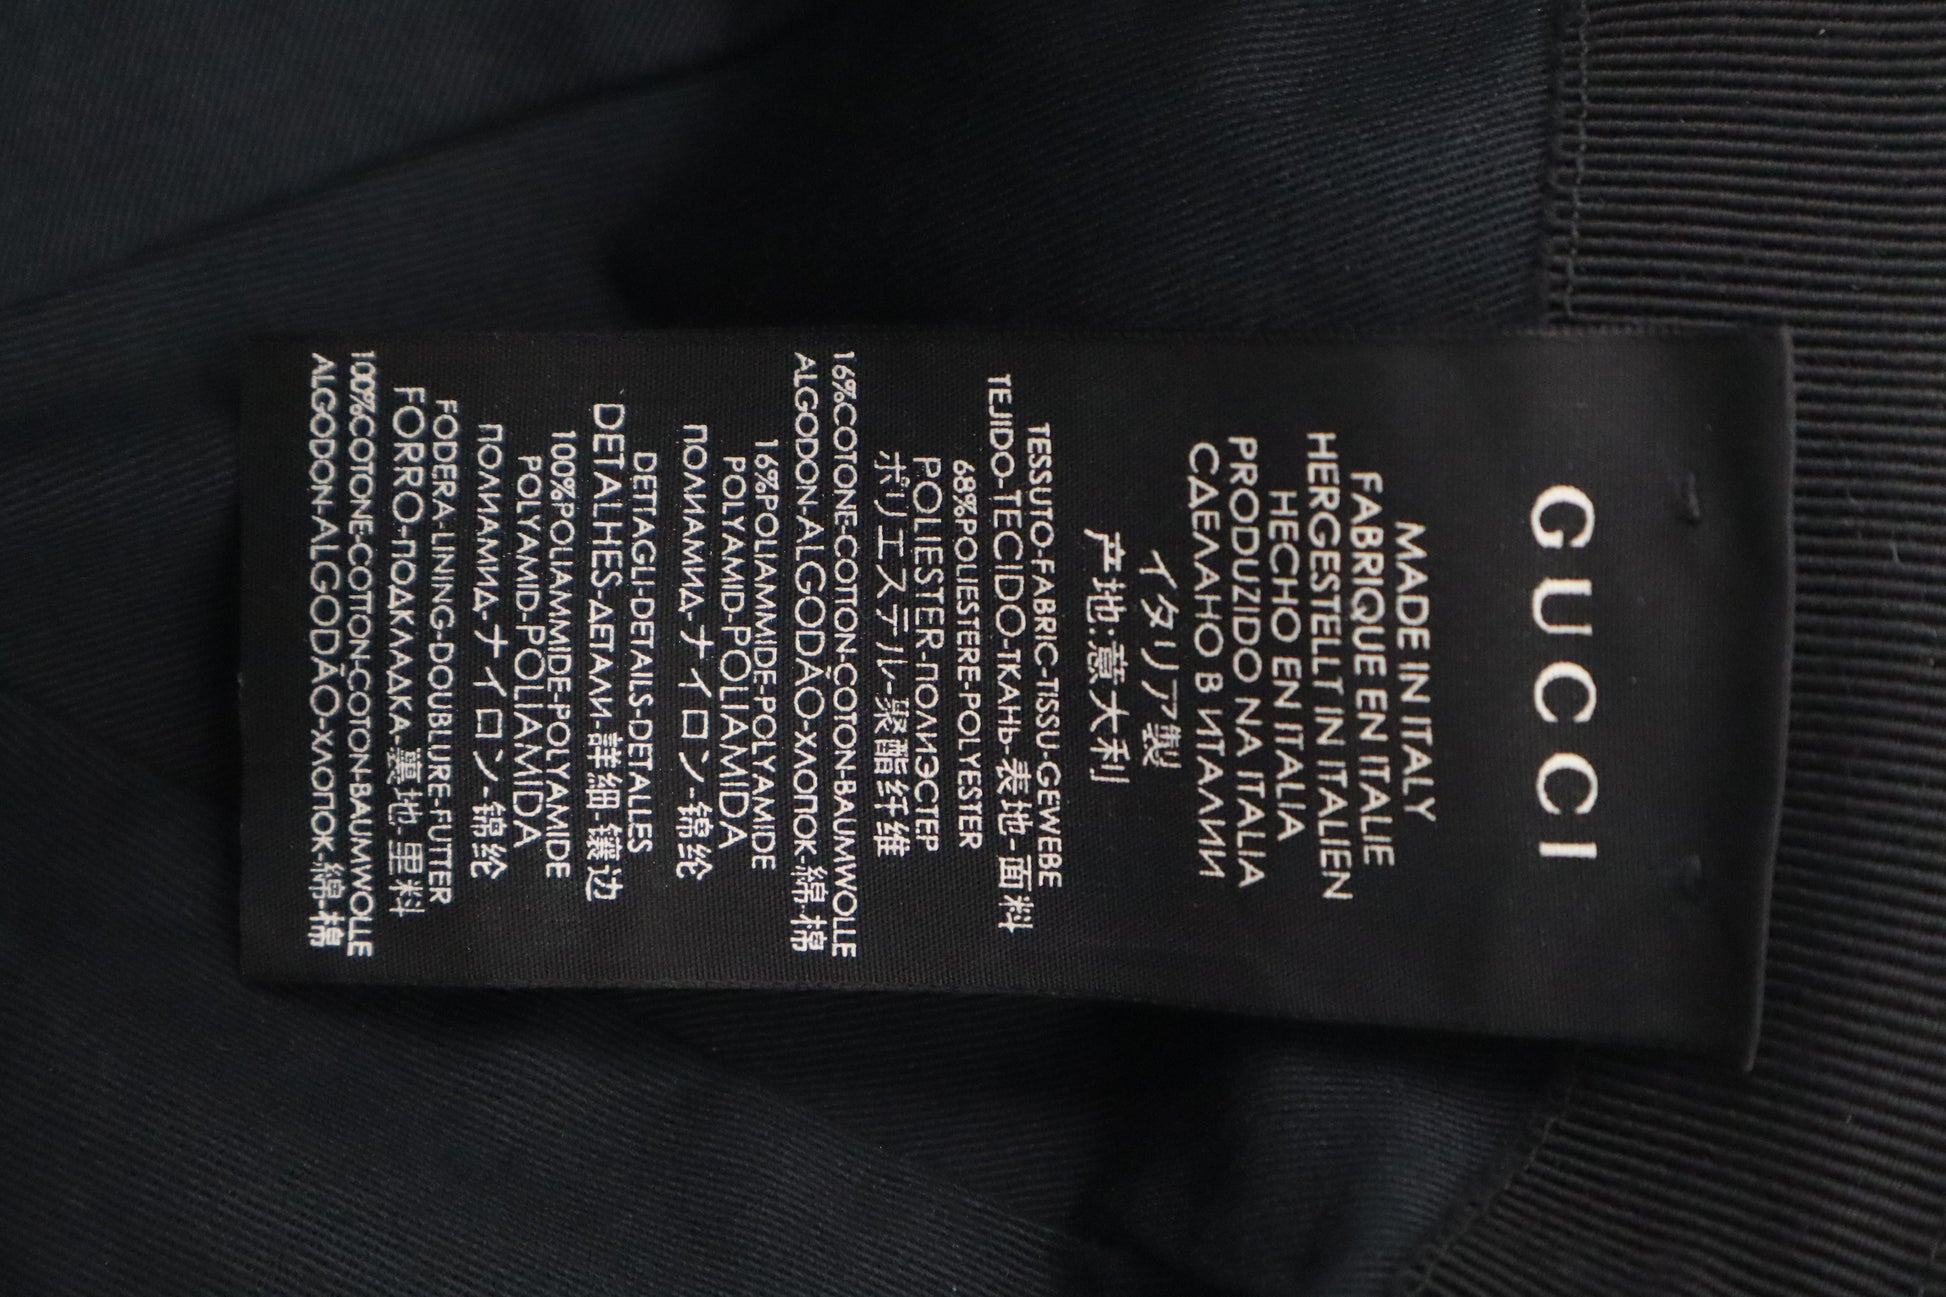 GUCCI
MADE IN ITALY
FABRIQUE EN ITALIE
HERGESTELLT IN ITALIEN
HECHO EN ITALIA
PRODUZIDO NA ITALIA
СДЕЛАНО В ИТАЛИИ
イタリア製
产地:意大利
TESSUTO-FABRIC-TISSU-GEWEBE
TEJIDO-TECIDO-ТКАНЬ-表地-面料
68%POLIESTERE-POLYESTER
POLIESTER-ПОЛИЭСТЕР
ポリエステル-聚酯纤维
16%COTONE-COTTON-COTON-BAUMWOLLE
ALGODON-ALGODÃO-ХЛОПОК-綿-棉
16%POLIAMMIDE-POLYAMIDE
POLYAMID-POLIAMIDA
ПОЛИАМИД-ナイロン-锦纶
DETTAGLI-DETAILS-DETALLES
DETALHES-ДЕТАЛИ-詳細-镶边
100%POLIAMMIDE-POLYAMIDE
POLYAMID-POLIAMIDA
ПОЛИАМИД-ナイロン-锦纶
FODERA-LINING-DOUBLURE-FUTTER
FORRO-ПОДКЛАДКА-裏地-里料
100%COTONE-COTTON-COTON-BAUMWOLLE
ALGODON-ALGODÃO-ХЛОПОК-綿-棉